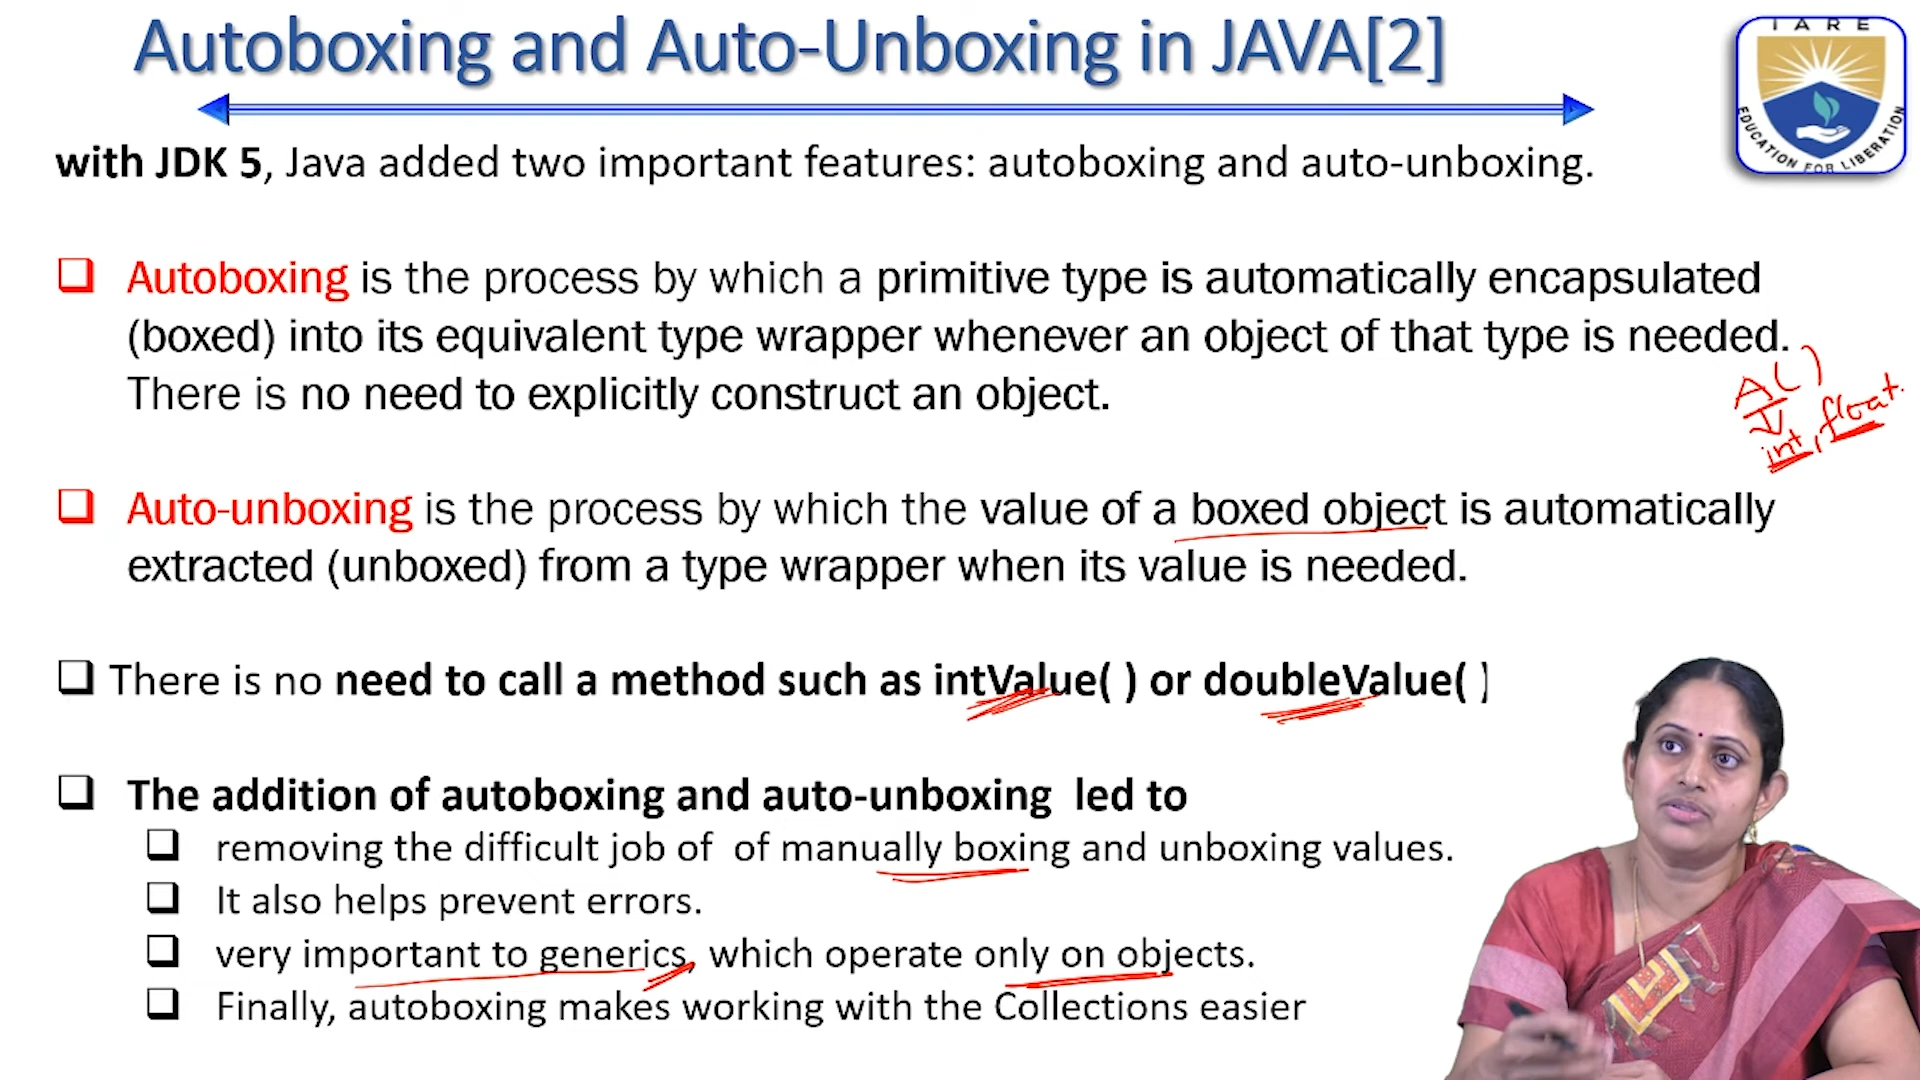 Autoboxing and Auto-Unboxing in JAVA[2]
IARE
EDUCATION FOR LIBERATION
with JDK 5, Java added two important features: autoboxing and auto-unboxing.
❑ Autoboxing is the process by which a primitive type is automatically encapsulated
(boxed) into its equivalent type wrapper whenever an object of that type is needed.
There is no need to explicitly construct an object.
A()
int, float.
❑ Auto-unboxing is the process by which the value of a boxed object is automatically
extracted (unboxed) from a type wrapper when its value is needed.
❑ There is no need to call a method such as intValue( ) or doubleValue( )
❑ The addition of autoboxing and auto-unboxing led to
❑ removing the difficult job of of manually boxing and unboxing values.
❑ It also helps prevent errors.
❑ very important to generics, which operate only on objects.
❑ Finally, autoboxing makes working with the Collections easier